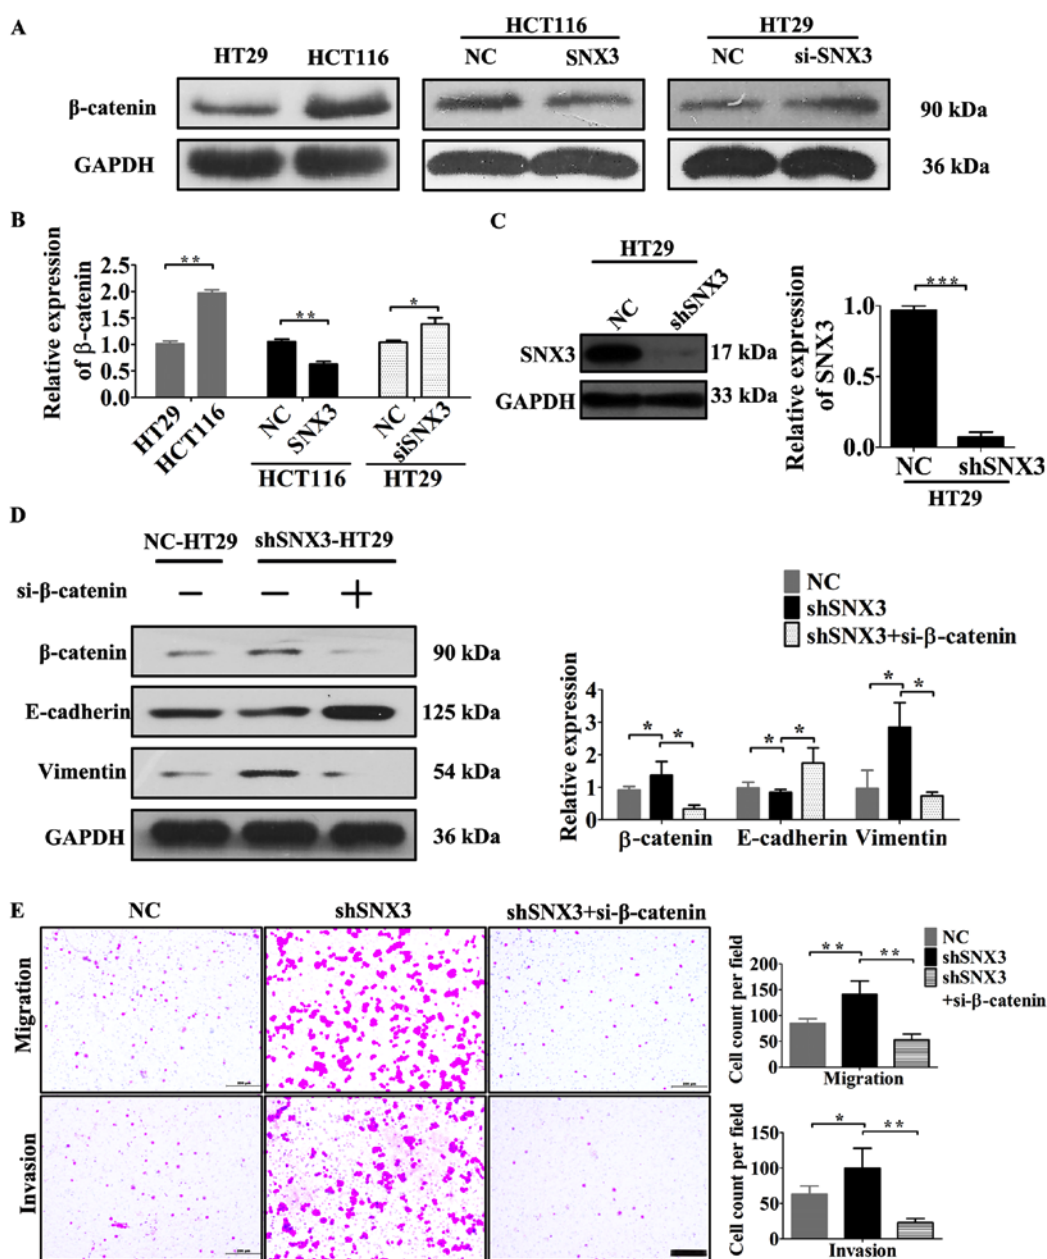 A
HCT116
HT29
HT29 HCT116 NC SNX3 NC si-SNX3
β-catenin 90 kDa
GAPDH 36 kDa
B
Relative expression
of β-catenin
2.5
2.0
1.5
1.0
0.5
0.0
** ** *
HT29 HCT116 NC SNX3 NC siSNX3
HCT116 HT29
C
HT29
NC shSNX3
SNX3 17 kDa
GAPDH 33 kDa
Relative expression
of SNX3
1.0
0.5
0.0
***
NC shSNX3
HT29
D
NC-HT29 shSNX3-HT29
si-β-catenin − − +
β-catenin 90 kDa
E-cadherin 125 kDa
Vimentin 54 kDa
GAPDH 36 kDa
NC
shSNX3
shSNX3+si-β-catenin
Relative expression
4
3
2
1
0
* * * * * *
β-catenin E-cadherin Vimentin
E
NC shSNX3 shSNX3+si-β-catenin
Migration
Invasion
NC
shSNX3
shSNX3
+si-β-catenin
Cell count per field
200
150
100
50
0
** **
Migration
Cell count per field
150
100
50
0
* **
Invasion